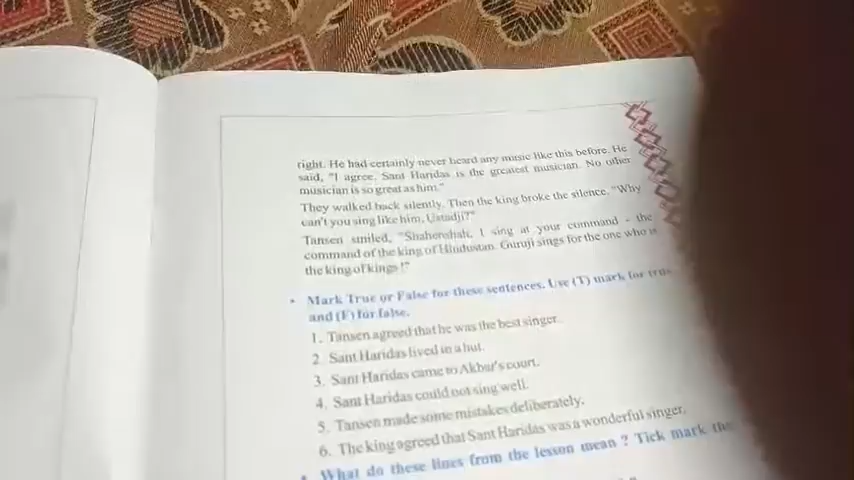 right. He had certainly never heard any music like this before. He
said, "I agree. Sant Haridas is the greatest musician. No other
musician is so great as him."
They walked back silently. Then the king broke the silence. "Why
can't you sing like him, Ustadji?"
Tansen smiled, "Shahenshah, I sing at your command - the
command of the king of Hindustan. Guruji sings for the one who is
the king of kings !"
• Mark True or False for these sentences. Use (T) mark for true
and (F) for false.
1. Tansen agreed that he was the best singer.
2. Sant Haridas lived in a hut.
3. Sant Haridas came to Akbar's court.
4. Sant Haridas could not sing well.
5. Tansen made some mistakes deliberately.
6. The king agreed that Sant Haridas was a wonderful singer.
• What do these lines from the lesson mean ? Tick mark the